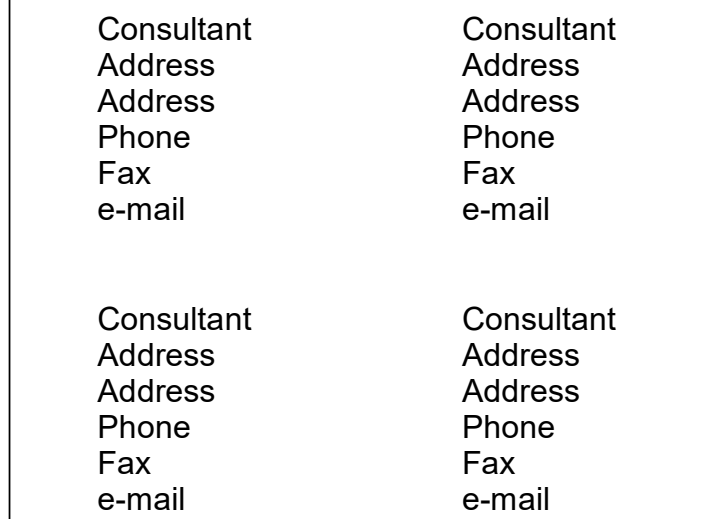 Consultant
Address
Address
Phone
Fax
e-mail
Consultant
Address
Address
Phone
Fax
e-mail
Consultant
Address
Address
Phone
Fax
e-mail
Consultant
Address
Address
Phone
Fax
e-mail